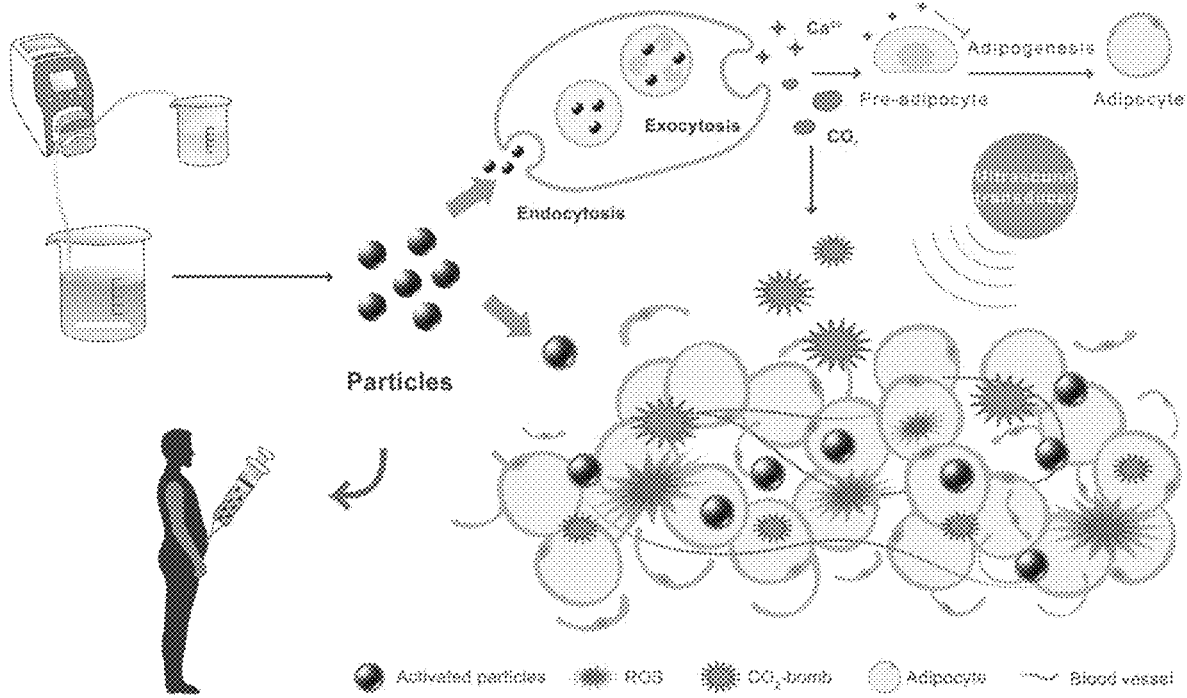 Ca²⁺
Adipogenesis
Pre-adipocyte
Adipocyte
Exocytosis
CO₂
Endocytosis
Particles
Activated particles
ROS
CO₂-bomb
Adipocyte
Blood vessel